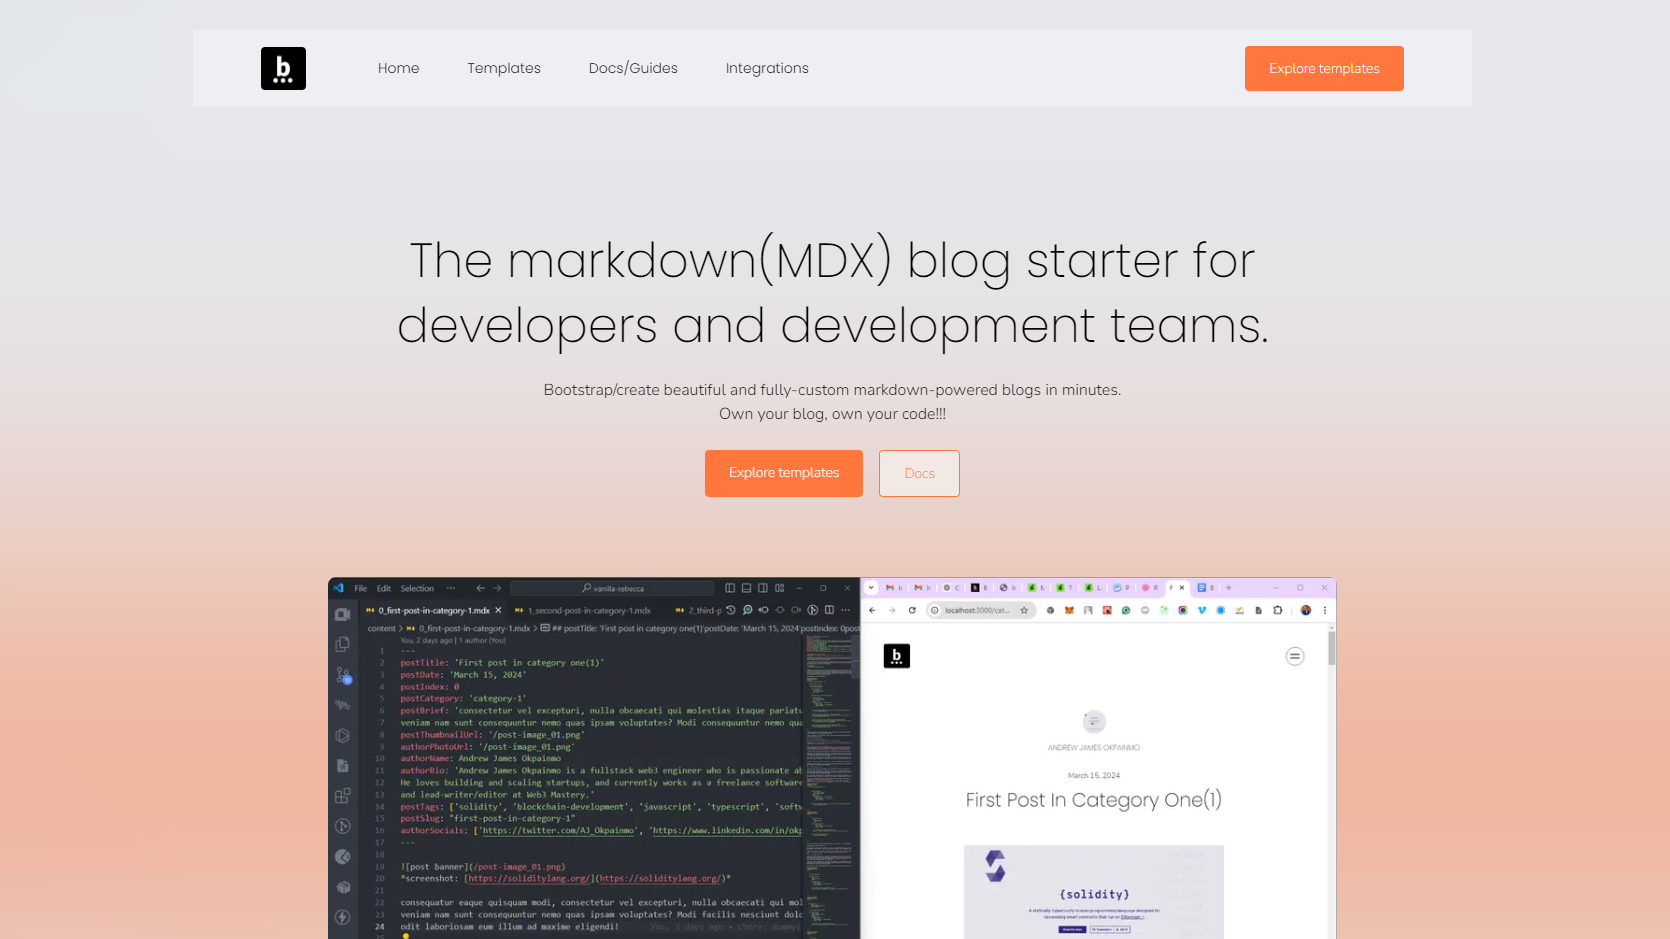 b
Home
Templates
Docs/Guides
Integrations
Explore templates
The markdown(MDX) blog starter for
developers and development teams.
Bootstrap/create beautiful and fully-custom markdown-powered blogs in minutes.
Own your blog, own your code!!!
Explore templates
Docs
File Edit Selection ···
vanilla-rebecca
0_first-post-in-category-1.mdx
1_second-post-in-category-1.mdx
2_third-p
content > 0_first-post-in-category-1.mdx > ## postTitle: 'First post in category one(1)'postDate: 'March 15, 2024'postIndex: 0post
You, 2 days ago | 1 author (You)
1 ---
2 postTitle: 'First post in category one(1)'
3 postDate: 'March 15, 2024'
4 postIndex: 0
5 postCategory: 'category-1'
6 postBrief: 'consectetur vel excepturi, nulla obcaecati qui molestias itaque pariatu
7 veniam nam sunt consequuntur nemo quas ipsam voluptates? Modi consequuntur nemo qua
8 postThumbnailUrl: '/post-image_01.png'
9 authorPhotoUrl: '/post-image_01.png'
10 authorName: Andrew James Okpainmo
11 authorBio: 'Andrew James Okpainmo is a fullstack web3 engineer who is passionate ab
12 He loves building and scaling startups, and currently works as a freelance software
13 and lead-writer/editor at Web3 Mastery.'
14 postTags: ['solidity', 'blockchain-development', 'javascript', 'typescript', 'softw
15 postSlug: "first-post-in-category-1"
16 authorSocials: ['https://twitter.com/AJ_Okpainmo', 'https://www.linkedin.com/in/okp
17 ---
18
19 ![post banner](/post-image_01.png)
20 *screenshot: [https://soliditylang.org/](https://soliditylang.org/)*
21
22 consequatur eaque quisquam modi, consectetur vel excepturi, nulla obcaecati qui mol
23 veniam nam sunt consequuntur nemo quas ipsam voluptates? Modi facilis nesciunt dolo
24 odit laboriosam eum illum ad maxime eligendi! You, 2 days ago • chore: dummy(
25
localhost:3000/cat...
b
ANDREW JAMES OKPAINMO
March 15, 2024
First Post In Category One(1)
{solidity}